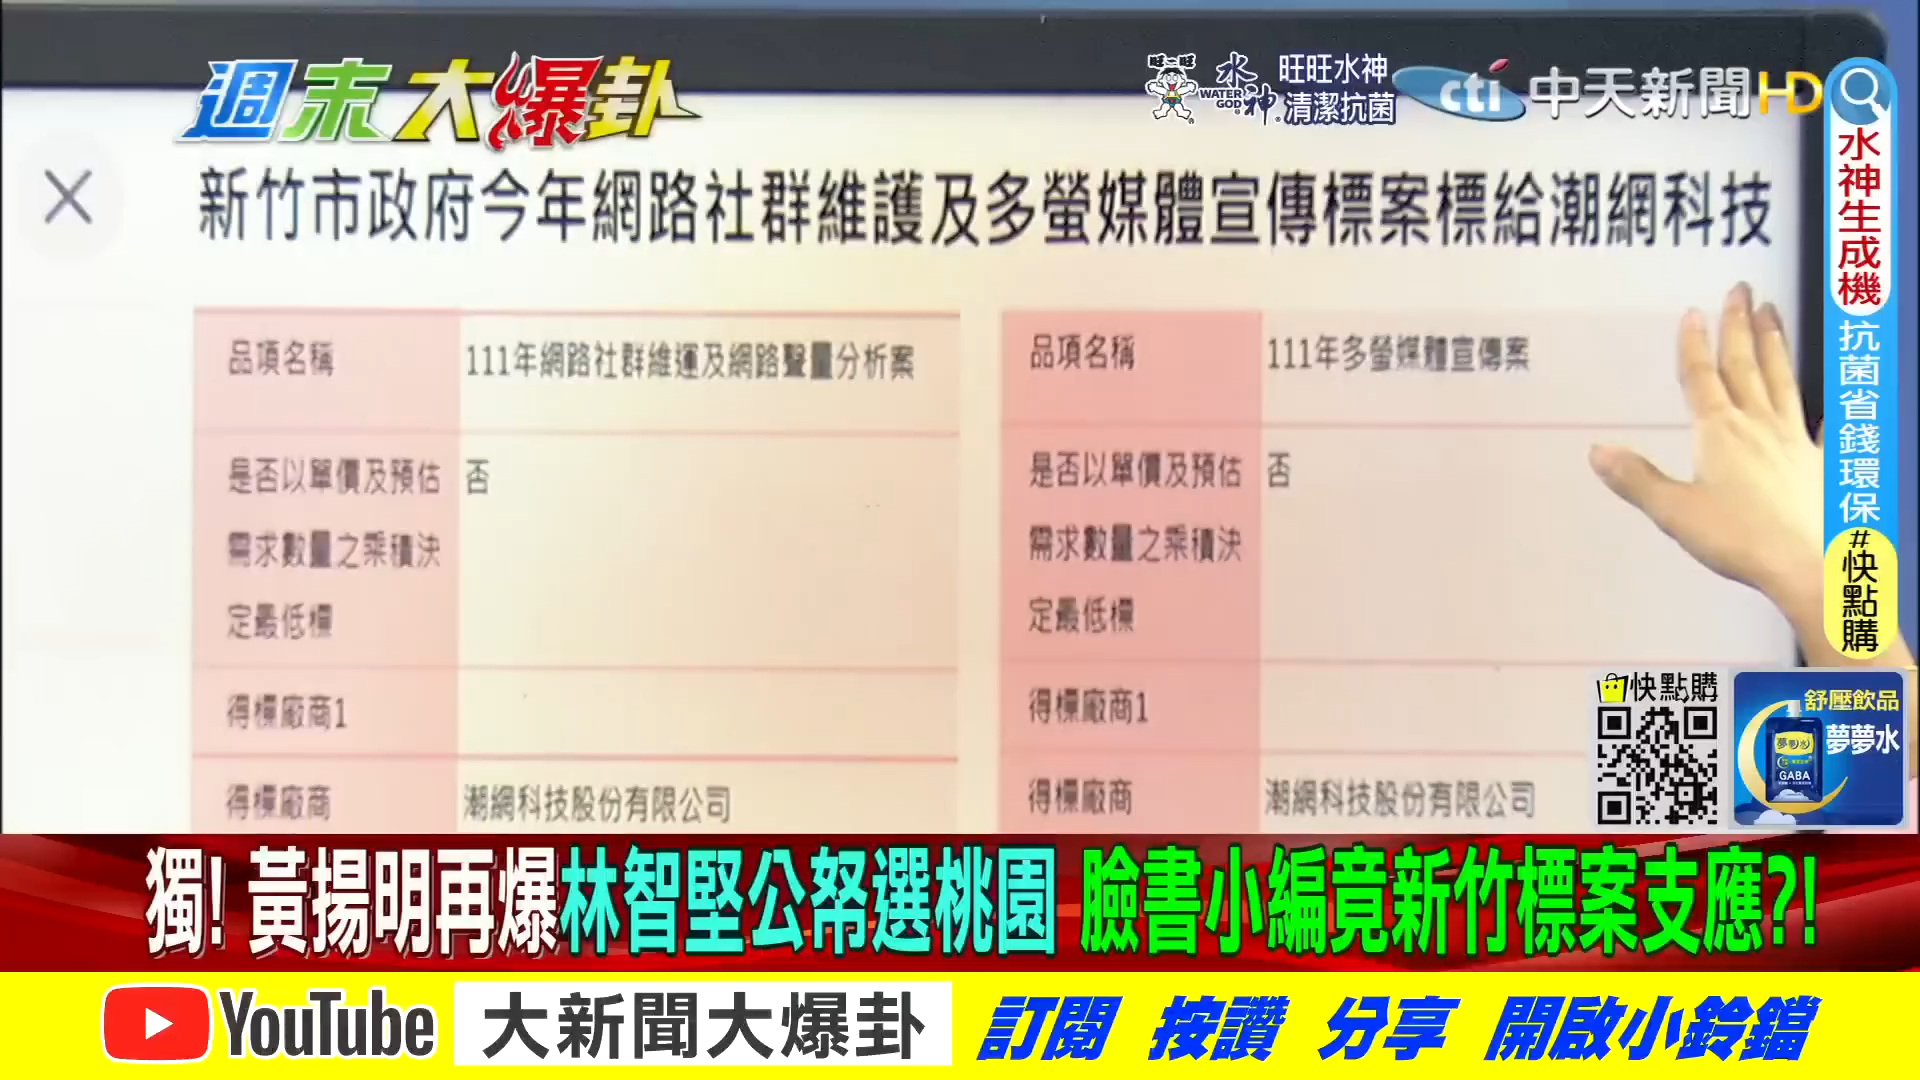 週末大爆卦
旺旺
水神
WATER GOD
旺旺水神
清潔抗菌
cti 中天新聞HD
新竹市政府今年網路社群維護及多螢媒體宣傳標案標給潮網科技
品項名稱 111年網路社群維運及網路聲量分析案
是否以單價及預估 否
需求數量之乘積決
定最低標
得標廠商1
得標廠商 潮網科技股份有限公司
品項名稱 111年多螢媒體宣傳案
是否以單價及預估 否
需求數量之乘積決
定最低標
得標廠商1
得標廠商 潮網科技股份有限公司
水神生成機
抗菌省錢環保
#快點購
快點購
舒壓飲品
夢夢水
夢夢水
GABA
獨! 黃揚明再爆林智堅公帑選桃園 臉書小編竟新竹標案支應?!
YouTube 大新聞大爆卦 訂閱 按讚 分享 開啟小鈴鐺